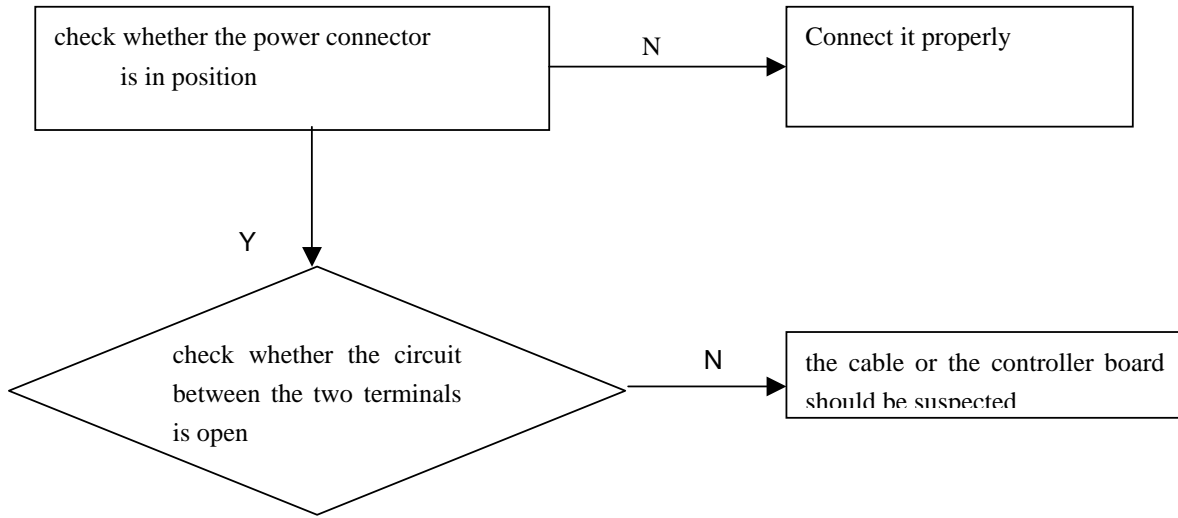 check whether the power connector
is in position
N
Connect it properly
Y
check whether the circuit
between the two terminals
is open
N
the cable or the controller board
should be suspected